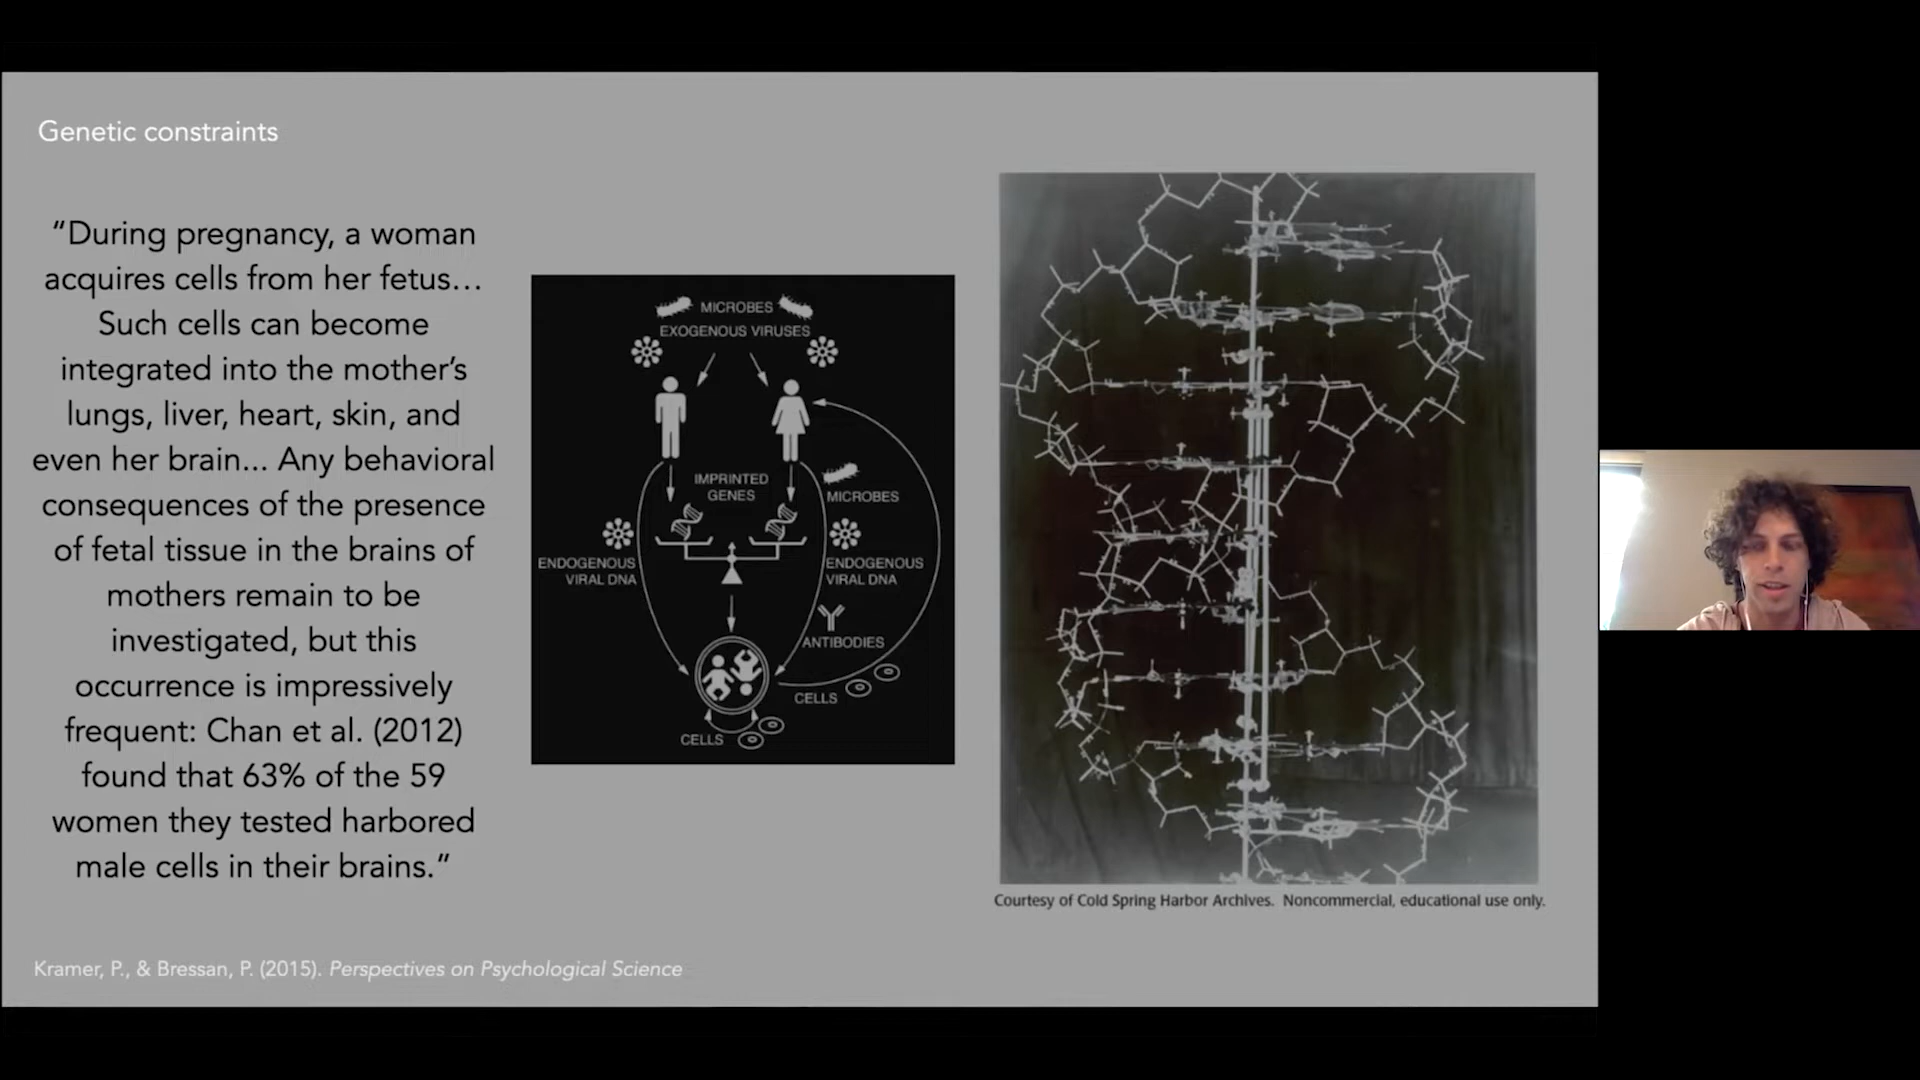 Genetic constraints
“During pregnancy, a woman
acquires cells from her fetus…
Such cells can become
integrated into the mother’s
lungs, liver, heart, skin, and
even her brain... Any behavioral
consequences of the presence
of fetal tissue in the brains of
mothers remain to be
investigated, but this
occurrence is impressively
frequent: Chan et al. (2012)
found that 63% of the 59
women they tested harbored
male cells in their brains.”
MICROBES
EXOGENOUS VIRUSES
IMPRINTED
GENES
MICROBES
ENDOGENOUS
VIRAL DNA
ENDOGENOUS
VIRAL DNA
ANTIBODIES
CELLS
CELLS
Courtesy of Cold Spring Harbor Archives. Noncommercial, educational use only.
Kramer, P., & Bressan, P. (2015). Perspectives on Psychological Science